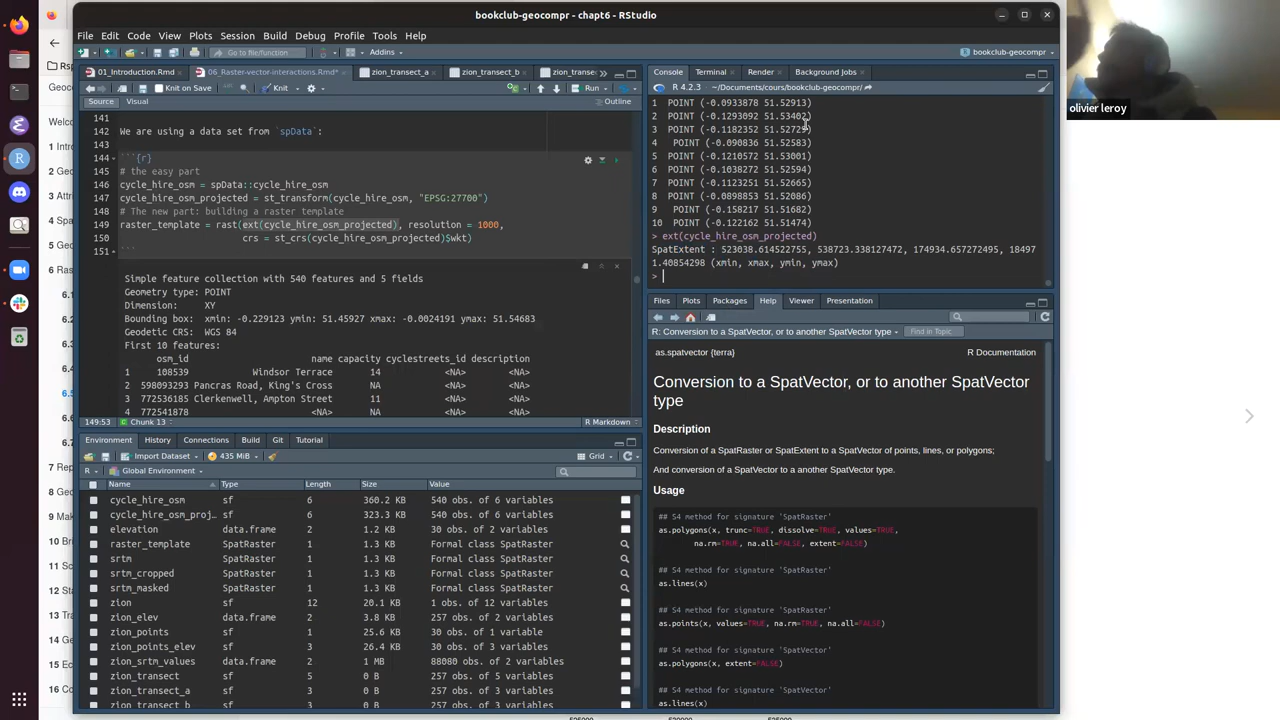 bookclub-geocompr - chapt6 - RStudio
File Edit Code View Plots Session Build Debug Profile Tools Help
Go to file/function Addins bookclub-geocompr
01_Introduction.Rmd 06_Raster-vector-interactions.Rmd* zion_transect_a zion_transect_b zion_transe
Knit on Save Knit Run
Source Visual Outline
141
142 We are using a data set from `spData`:
143
144 ```{r}
145 # the easy part
146 cycle_hire_osm = spData::cycle_hire_osm
147 cycle_hire_osm_projected = st_transform(cycle_hire_osm, "EPSG:27700")
148 # The new part: building a raster template
149 raster_template = rast(ext(cycle_hire_osm_projected), resolution = 1000,
150 crs = st_crs(cycle_hire_osm_projected)$wkt)
151 ```
Simple feature collection with 540 features and 5 fields
Geometry type: POINT
Dimension: XY
Bounding box: xmin: -0.229123 ymin: 51.45927 xmax: -0.0024191 ymax: 51.54683
Geodetic CRS: WGS 84
First 10 features:
osm_id name capacity cyclestreets_id description
1 108539 Windsor Terrace 14 <NA> <NA>
2 598093293 Pancras Road, King's Cross NA <NA> <NA>
3 772536185 Clerkenwell, Ampton Street 11 <NA> <NA>
4 772541878 <NA> NA <NA> <NA>
149:53 Chunk 13 R Markdown
Environment History Connections Build Git Tutorial
Import Dataset 435 MiB Grid
R Global Environment
Name Type Length Size Value
cycle_hire_osm sf 6 360.2 KB 540 obs. of 6 variables
cycle_hire_osm_proj… sf 6 323.3 KB 540 obs. of 6 variables
elevation data.frame 2 1.2 KB 30 obs. of 2 variables
raster_template SpatRaster 1 1.3 KB Formal class SpatRaster
srtm SpatRaster 1 1.3 KB Formal class SpatRaster
srtm_cropped SpatRaster 1 1.3 KB Formal class SpatRaster
srtm_masked SpatRaster 1 1.3 KB Formal class SpatRaster
zion sf 12 20.1 KB 1 obs. of 12 variables
zion_elev data.frame 2 3.8 KB 257 obs. of 2 variables
zion_points sf 1 25.6 KB 30 obs. of 1 variable
zion_points_elev sf 3 26.4 KB 30 obs. of 3 variables
zion_srtm_values data.frame 2 1 MB 88080 obs. of 2 variables
zion_transect sf 5 0 B 257 obs. of 5 variables
zion_transect_a sf 3 0 B 257 obs. of 3 variables
zion_transect_b sf 3 0 B 257 obs. of 3 variables
Console Terminal Render Background Jobs
R 4.2.3 ~/Documents/cours/bookclub-geocompr/
1 POINT (-0.0933878 51.52913)
2 POINT (-0.1293092 51.53402)
3 POINT (-0.1182352 51.52729)
4 POINT (-0.090836 51.52583)
5 POINT (-0.1210572 51.53001)
6 POINT (-0.1038272 51.52594)
7 POINT (-0.1123251 51.52665)
8 POINT (-0.0898853 51.52086)
9 POINT (-0.158217 51.51682)
10 POINT (-0.122162 51.51474)
> ext(cycle_hire_osm_projected)
SpatExtent : 523038.614522755, 538723.338127472, 174934.657272495, 18497
1.40854298 (xmin, xmax, ymin, ymax)
>
Files Plots Packages Help Viewer Presentation
R: Conversion to a SpatVector, or to another SpatVector type Find in Topic
as.spatvector {terra} R Documentation
Conversion to a SpatVector, or to another SpatVector
type
Description
Conversion of a SpatRaster or SpatExtent to a SpatVector of points, lines, or polygons;
And conversion of a SpatVector to a another SpatVector type.
Usage
## S4 method for signature 'SpatRaster'
as.polygons(x, trunc=TRUE, dissolve=TRUE, values=TRUE,
na.rm=TRUE, na.all=FALSE, extent=FALSE)
## S4 method for signature 'SpatRaster'
as.lines(x)
## S4 method for signature 'SpatRaster'
as.points(x, values=TRUE, na.rm=TRUE, na.all=FALSE)
## S4 method for signature 'SpatVector'
as.polygons(x, extent=FALSE)
## S4 method for signature 'SpatVector'
as.lines(x)
olivier leroy